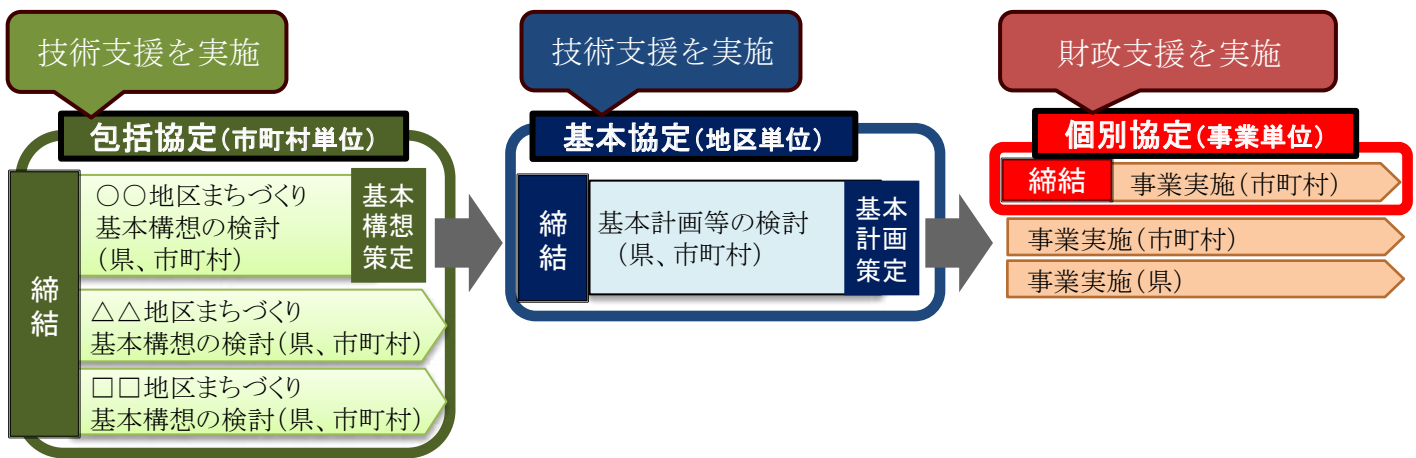 技術支援を実施
包括協定(市町村単位)
締結
○○地区まちづくり
基本構想の検討
(県、市町村)
基本
構想
策定
△△地区まちづくり
基本構想の検討(県、市町村)
□□地区まちづくり
基本構想の検討(県、市町村)
技術支援を実施
基本協定(地区単位)
締結
基本計画等の検討
(県、市町村)
基本
計画
策定
財政支援を実施
個別協定(事業単位)
締結
事業実施(市町村)
事業実施(市町村)
事業実施(県)